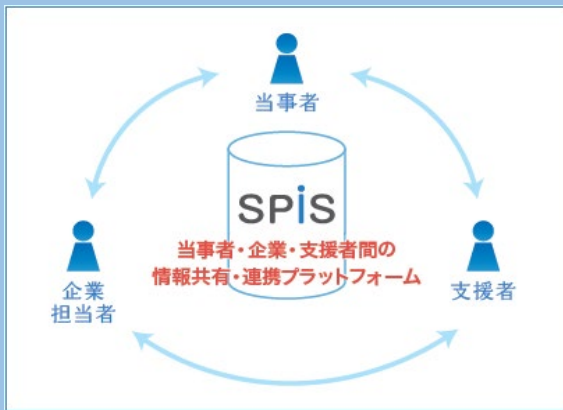 当事者
SPiS
当事者・企業・支援者間の
情報共有・連携プラットフォーム
企業
担当者
支援者